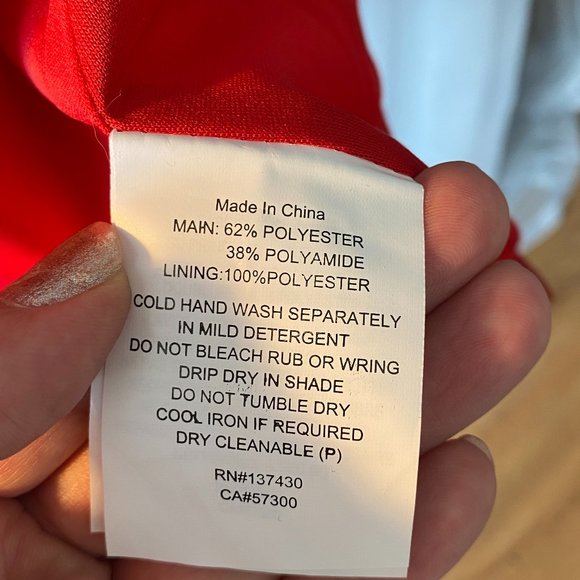 Made In China
MAIN: 62% POLYESTER
38% POLYAMIDE
LINING:100%POLYESTER
COLD HAND WASH SEPARATELY
IN MILD DETERGENT
DO NOT BLEACH RUB OR WRING
DRIP DRY IN SHADE
DO NOT TUMBLE DRY
COOL IRON IF REQUIRED
DRY CLEANABLE (P)
RN#137430
CA#57300